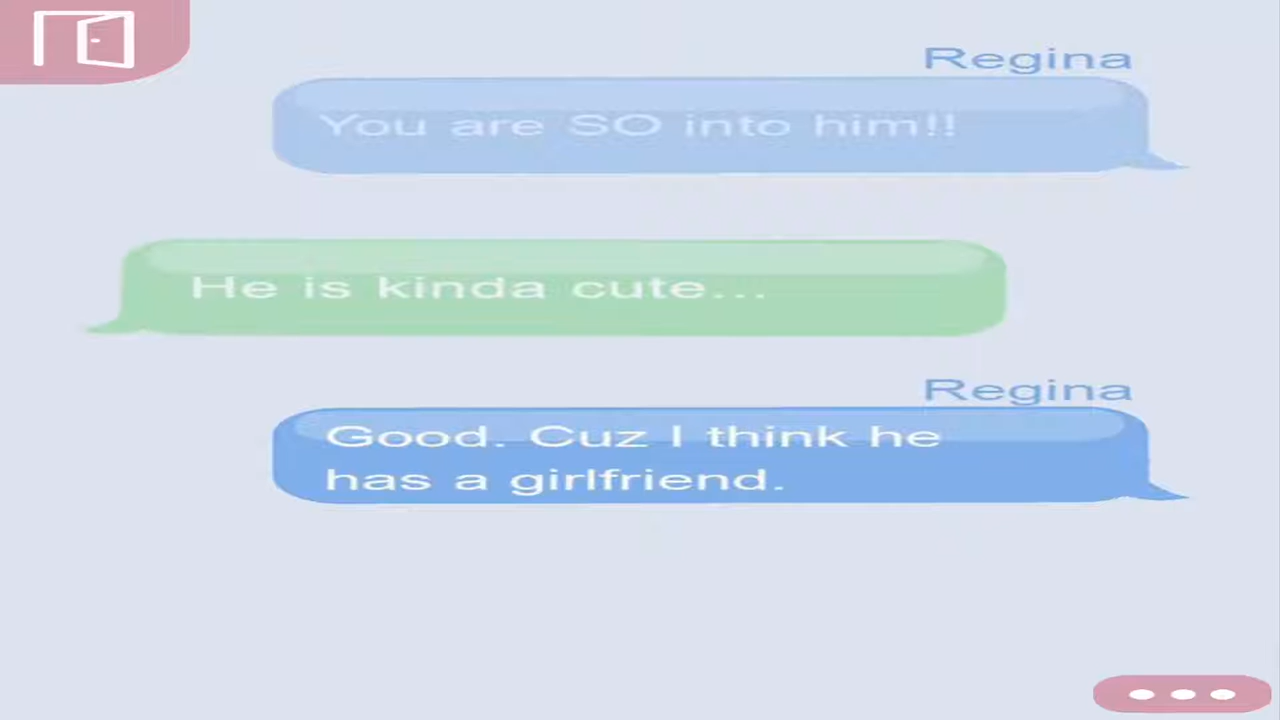 Regina
You are SO into him!!
He is kinda cute...
Regina
Good. Cuz I think he
has a girlfriend.